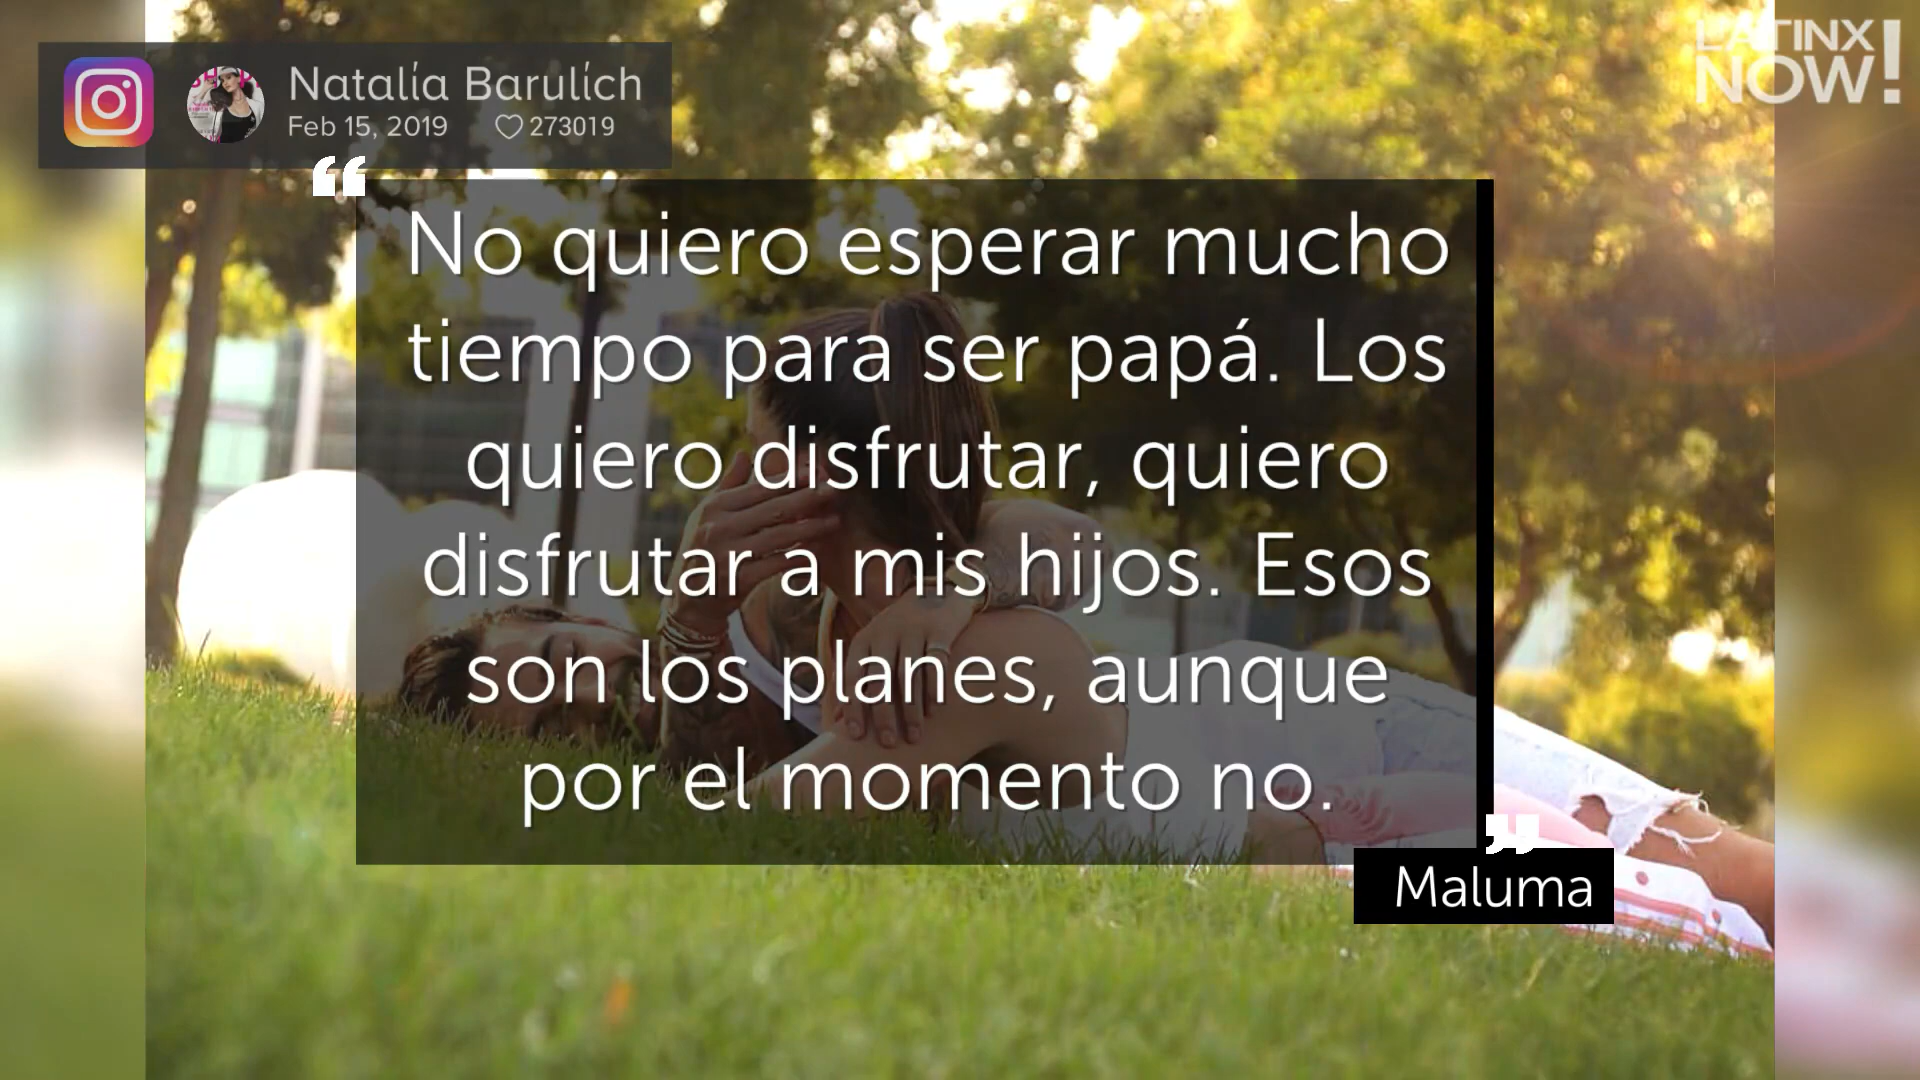 Natalía Barulích
Feb 15, 2019 273019
LATINX
NOW!
“
No quiero esperar mucho
tiempo para ser papá. Los
quiero disfrutar, quiero
disfrutar a mis hijos. Esos
son los planes, aunque
por el momento no.
”
Maluma